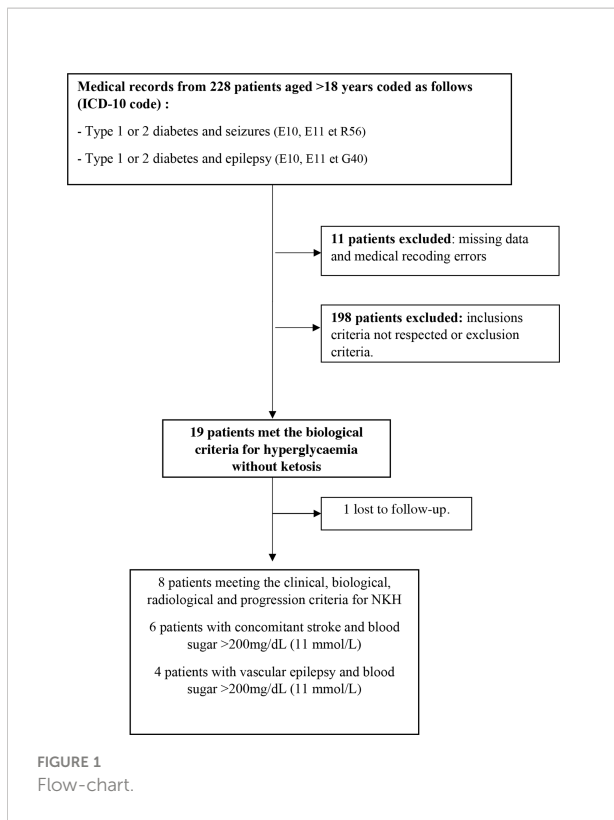 Medical records from 228 patients aged >18 years coded as follows
(ICD-10 code) :
- Type 1 or 2 diabetes and seizures (E10, E11 et R56)
- Type 1 or 2 diabetes and epilepsy (E10, E11 et G40)
11 patients excluded: missing data
and medical recoding errors
198 patients excluded: inclusions
criteria not respected or exclusion
criteria.
19 patients met the biological
criteria for hyperglycaemia
without ketosis
1 lost to follow-up.
8 patients meeting the clinical, biological,
radiological and progression criteria for NKH
6 patients with concomitant stroke and blood
sugar >200mg/dL (11 mmol/L)
4 patients with vascular epilepsy and blood
sugar >200mg/dL (11 mmol/L)
FIGURE 1
Flow-chart.